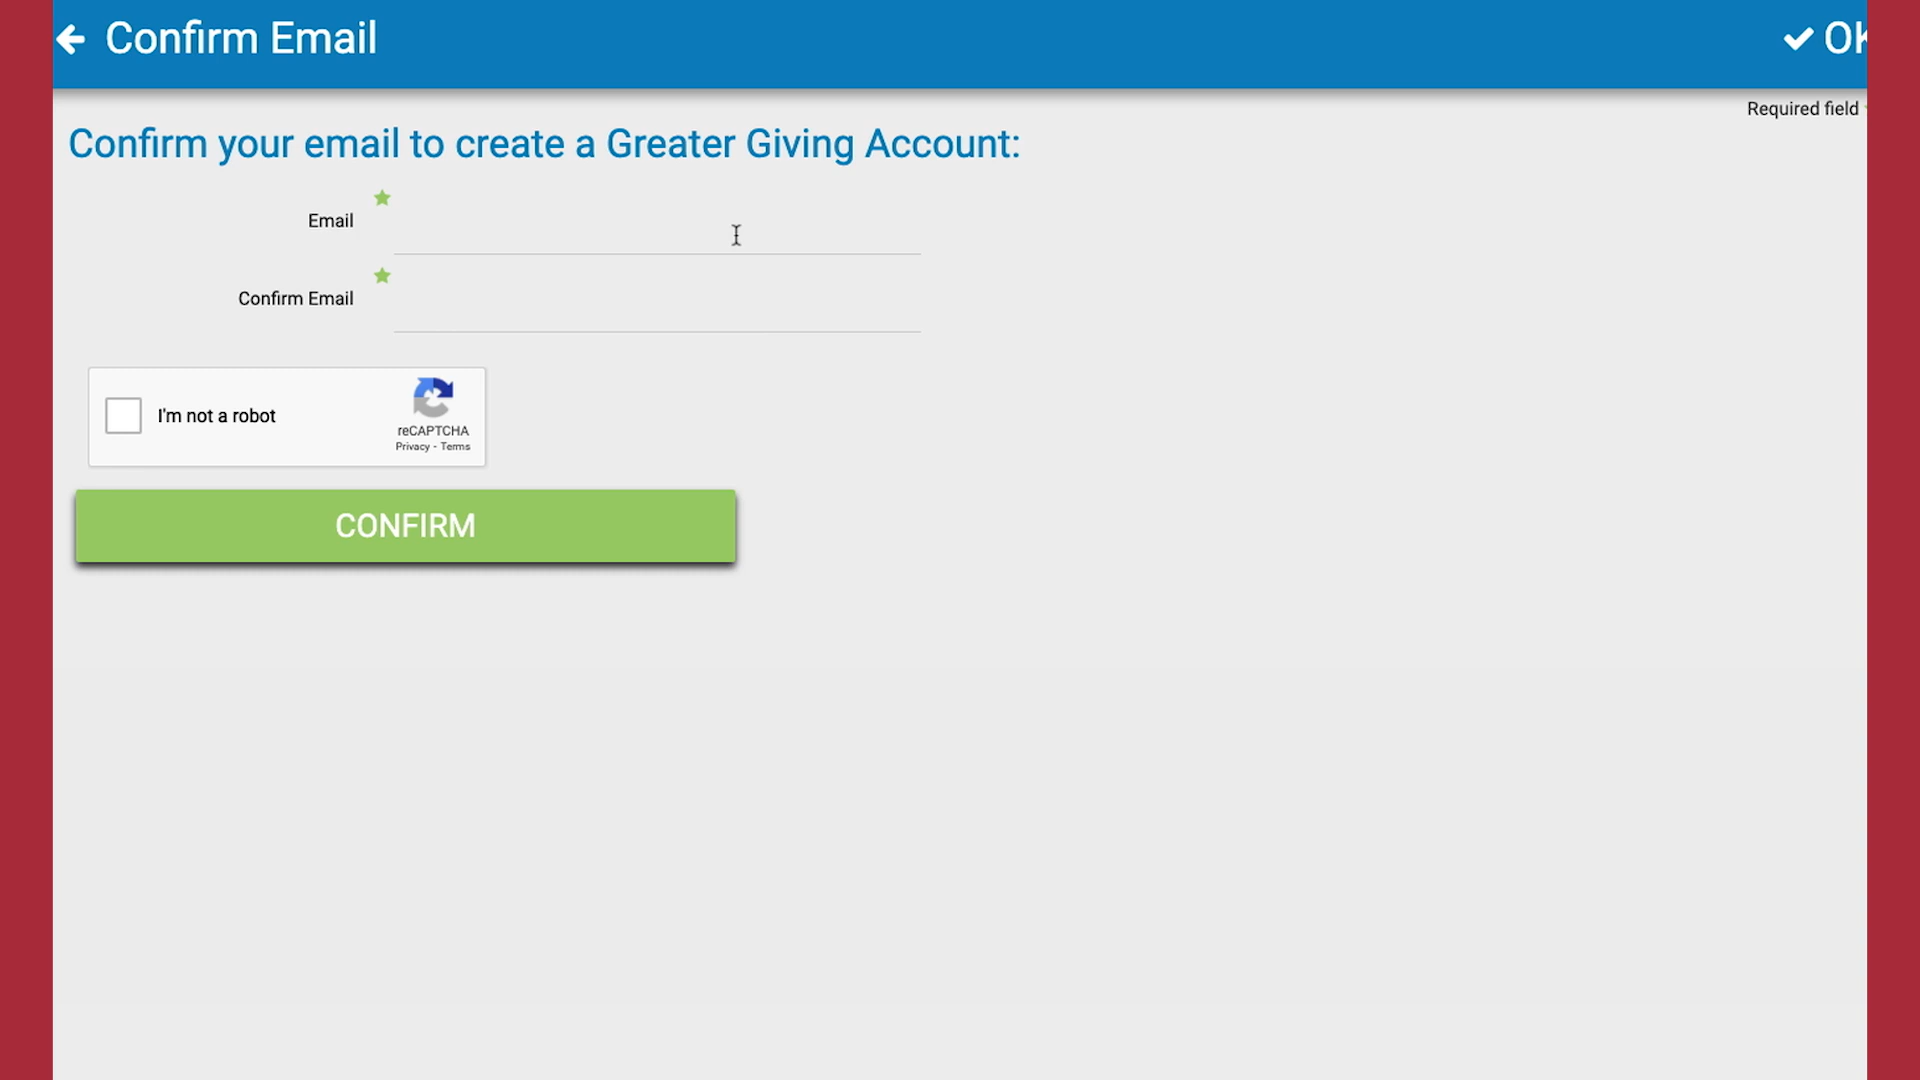 Confirm Email
OK
Required field
Confirm your email to create a Greater Giving Account:
Email
Confirm Email
I'm not a robot
reCAPTCHA
Privacy - Terms
CONFIRM